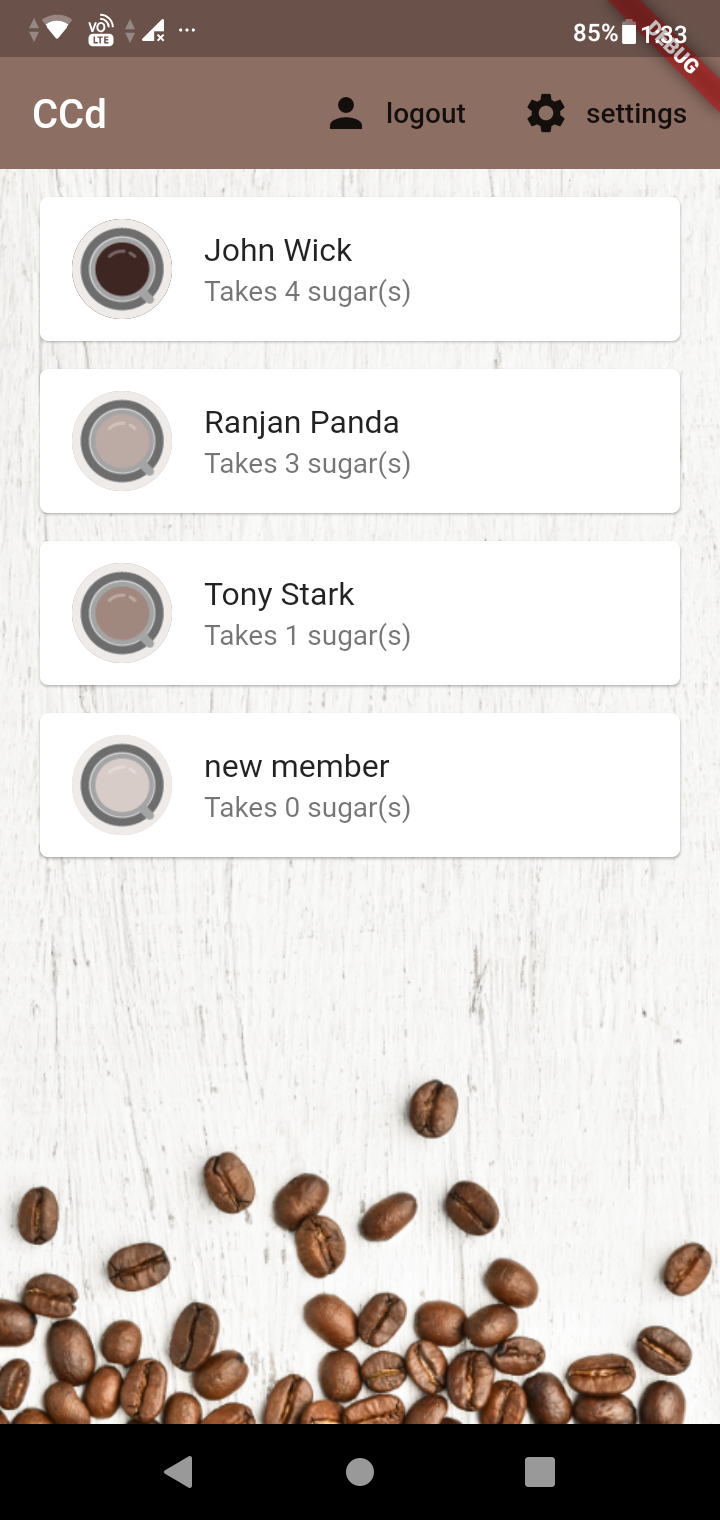 VO LTE 85% 1:33
DEBUG
CCd logout settings
John Wick
Takes 4 sugar(s)
Ranjan Panda
Takes 3 sugar(s)
Tony Stark
Takes 1 sugar(s)
new member
Takes 0 sugar(s)